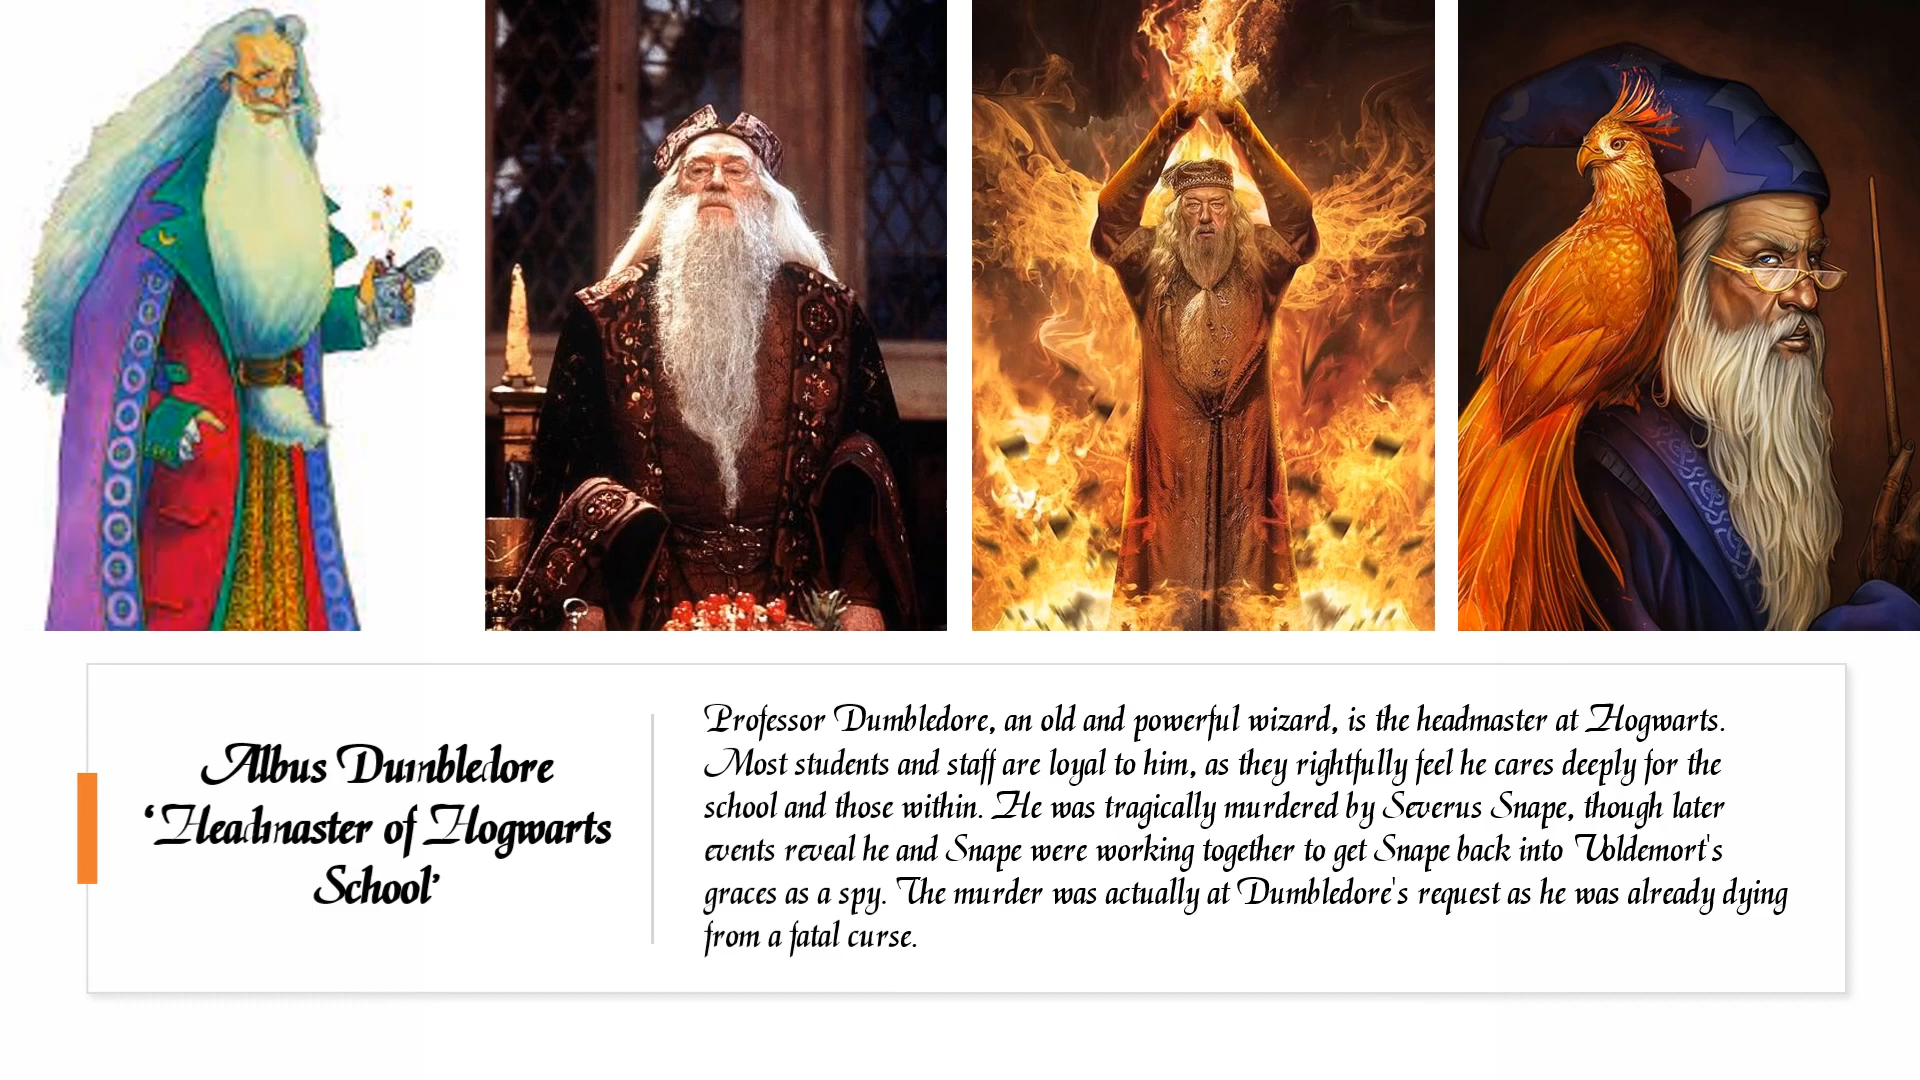 Albus Dumbledore
‘Headmaster of Hogwarts
School’
Professor Dumbledore, an old and powerful wizard, is the headmaster at Hogwarts.
Most students and staff are loyal to him, as they rightfully feel he cares deeply for the
school and those within. He was tragically murdered by Severus Snape, though later
events reveal he and Snape were working together to get Snape back into Voldemort's
graces as a spy. The murder was actually at Dumbledore's request as he was already dying
from a fatal curse.